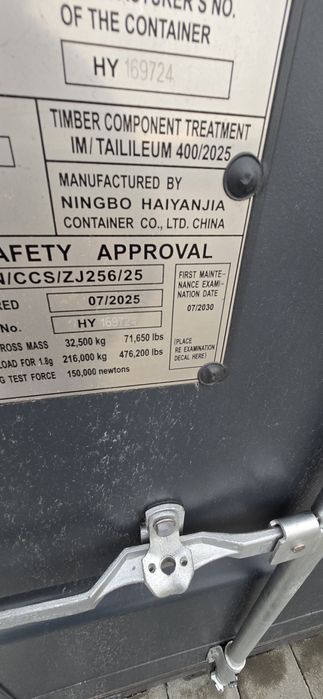 OF THE CONTAINER
HY 169724
TIMBER COMPONENT TREATMENT
IM/TAILILEUM 400/2025
MANUFACTURED BY
NINGBO HAIYANJIA
CONTAINER CO., LTD. CHINA
AFETY APPROVAL
N/CCS/ZJ256/25
RED 07/2025
No. HY 169724
ROSS MASS 32,500 kg 71,650 lbs
LOAD FOR 1.8g 216,000 kg 476,200 lbs
G TEST FORCE 150,000 newtons
FIRST MAINTE-
NANCE EXAMI-
NATION DATE
07/2030
(PLACE
RE EXAMINATION
DECAL HERE)